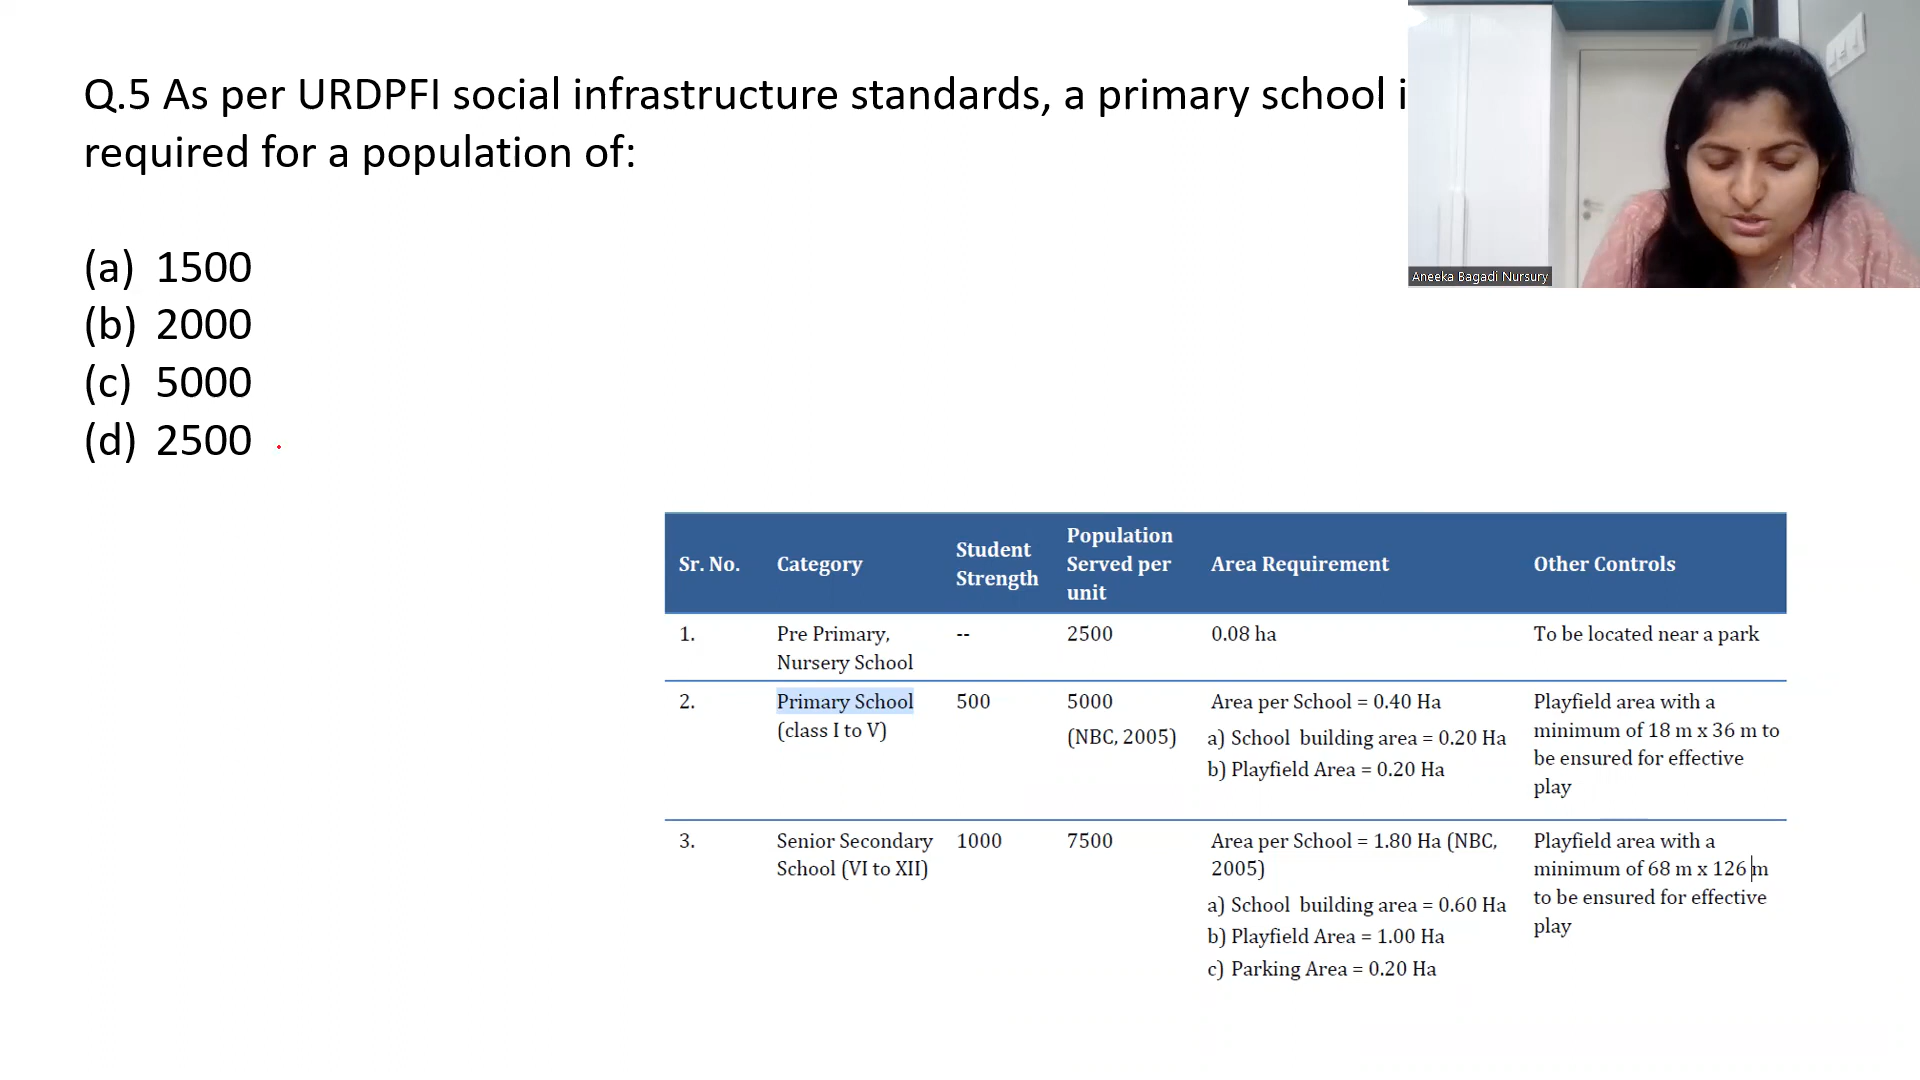 Q.5 As per URDPFI social infrastructure standards, a primary school i
required for a population of:
(a) 1500
(b) 2000
(c) 5000
(d) 2500
Aneeka Bagadi Nursury
Sr. No. Category Student Strength Population Served per unit Area Requirement Other Controls
1. Pre Primary, Nursery School -- 2500 0.08 ha To be located near a park
2. Primary School (class I to V) 500 5000 (NBC, 2005) Area per School = 0.40 Ha a) School building area = 0.20 Ha b) Playfield Area = 0.20 Ha Playfield area with a minimum of 18 m x 36 m to be ensured for effective play
3. Senior Secondary School (VI to XII) 1000 7500 Area per School = 1.80 Ha (NBC, 2005) a) School building area = 0.60 Ha b) Playfield Area = 1.00 Ha c) Parking Area = 0.20 Ha Playfield area with a minimum of 68 m x 126 m to be ensured for effective play